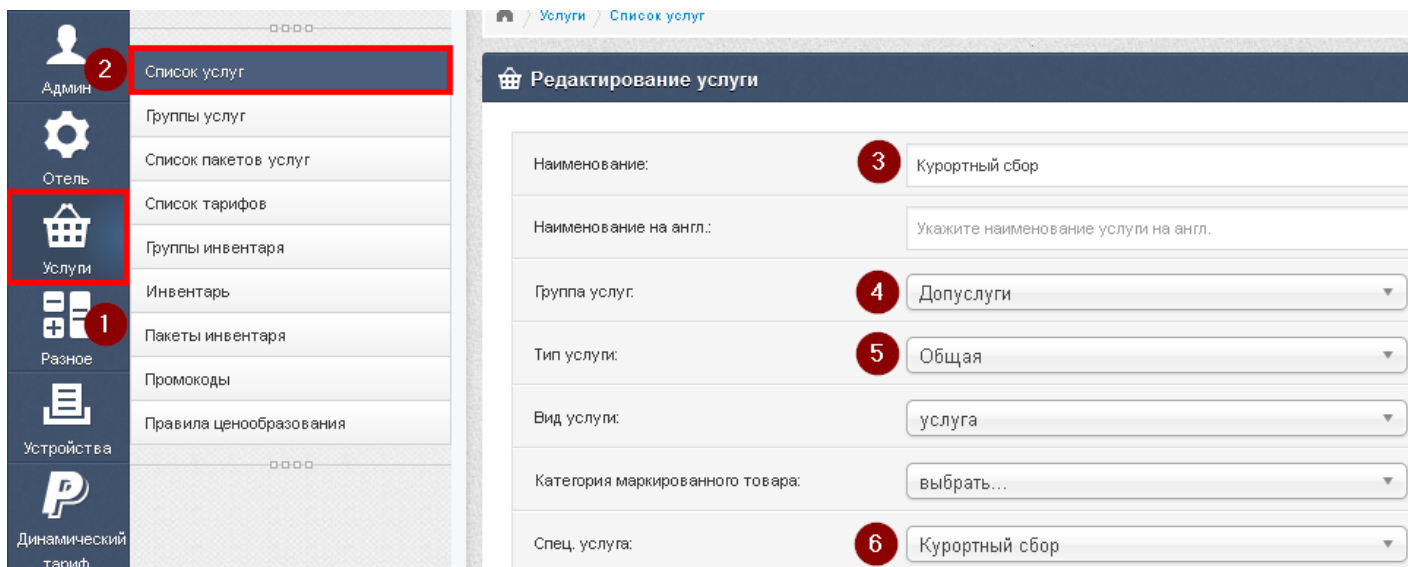 Админ
Отель
Услуги
Разное
Устройства
Динамический
тариф
2
1
Список услуг
Группы услуг
Список пакетов услуг
Список тарифов
Группы инвентаря
Инвентарь
Пакеты инвентаря
Промокоды
Правила ценообразования
Услуги / Список услуг
Редактирование услуги
Наименование: 3 Курортный сбор
Наименование на англ.: Укажите наименование услуги на англ.
Группа услуг: 4 Допуслуги
Тип услуги: 5 Общая
Вид услуги: услуга
Категория маркированного товара: выбрать...
Спец. услуга: 6 Курортный сбор